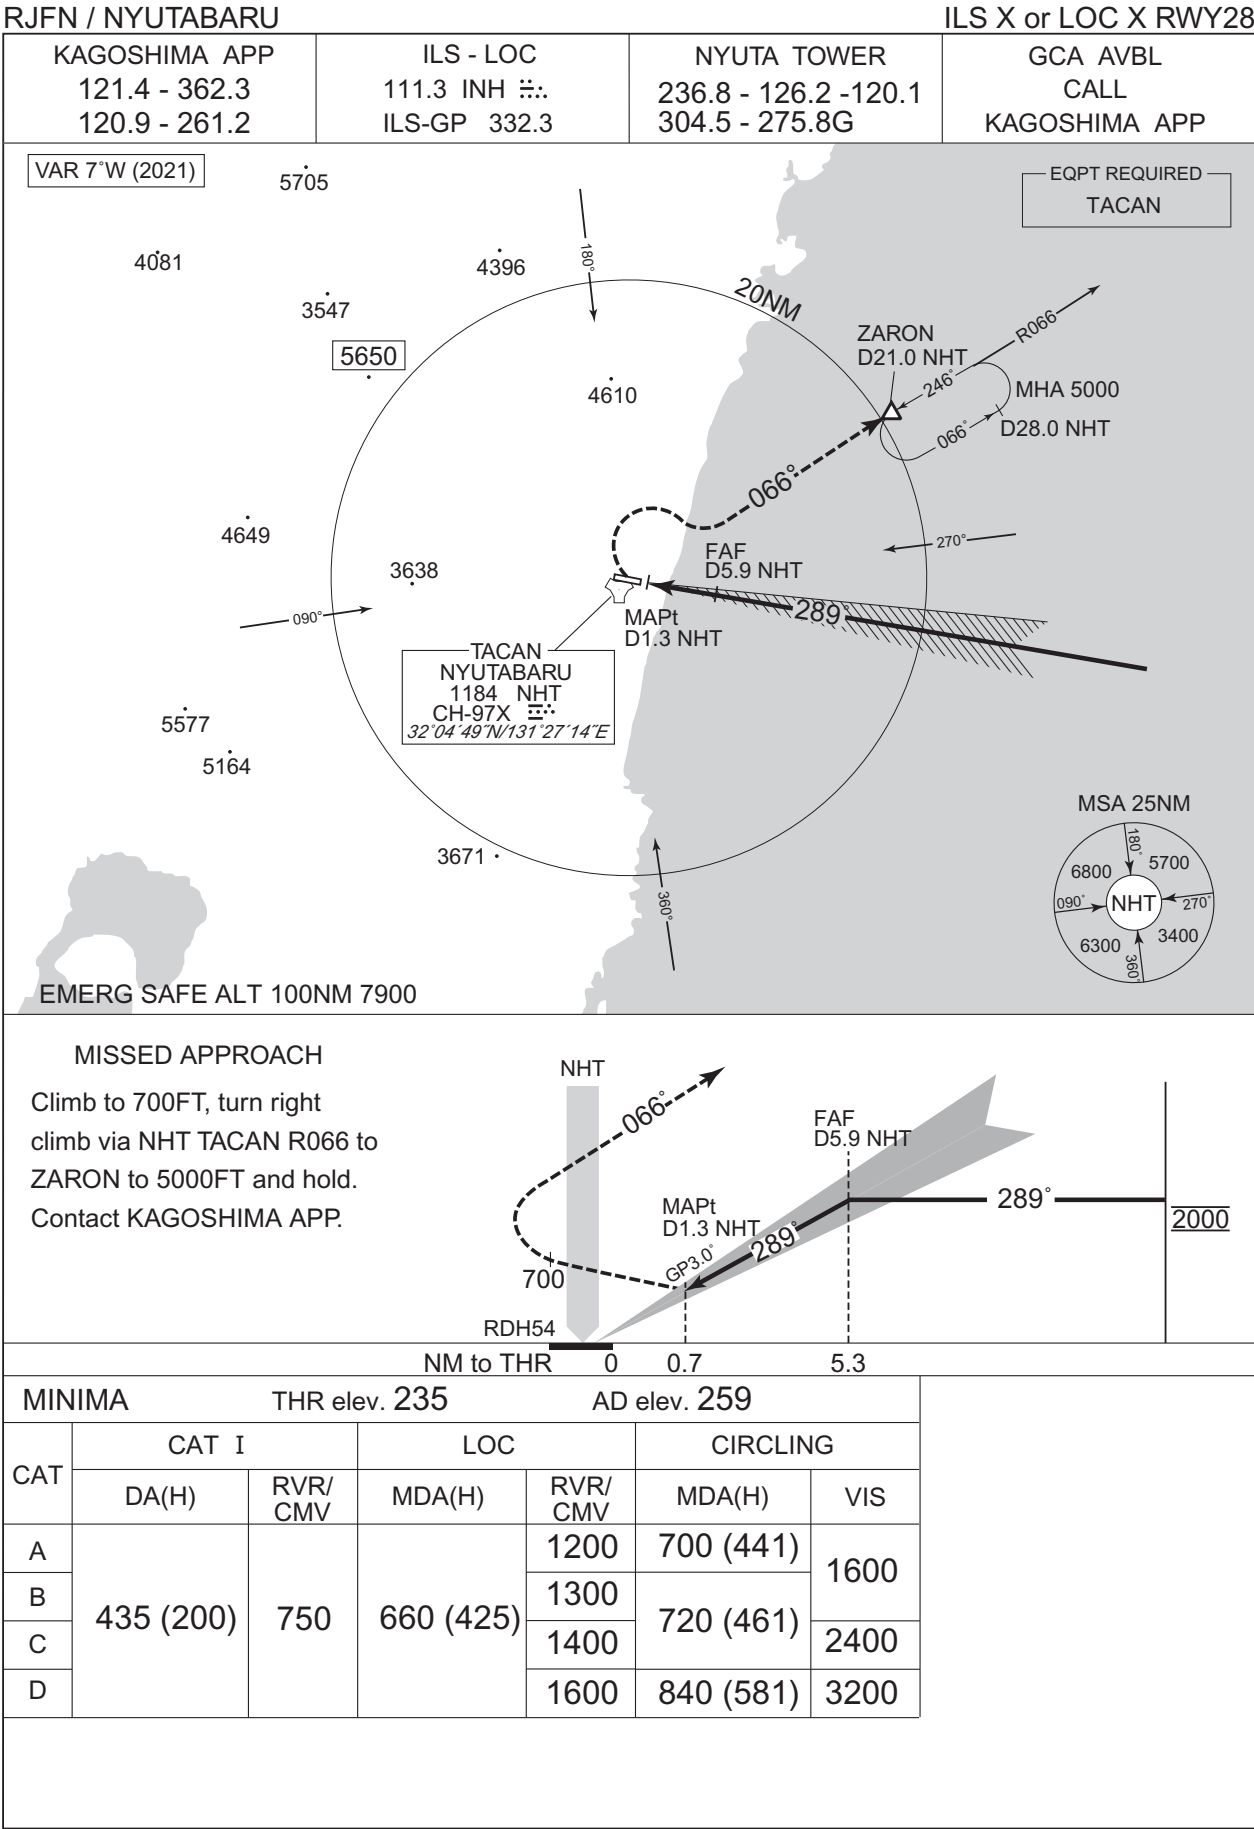 RJFN / NYUTABARU
ILS X or LOC X RWY28
KAGOSHIMA APP
121.4 - 362.3
120.9 - 261.2
ILS - LOC
111.3 INH
ILS-GP 332.3
NYUTA TOWER
236.8 - 126.2 -120.1
304.5 - 275.8G
GCA AVBL
CALL
KAGOSHIMA APP
VAR 7°W (2021)
EQPT REQUIRED
TACAN
5705
4081
4396
3547
5650
4610
180°
20NM
ZARON
D21.0 NHT
R066
246°
MHA 5000
D28.0 NHT
066°
066°
270°
4649
3638
090°
FAF
D5.9 NHT
289°
MAPt
D1.3 NHT
TACAN
NYUTABARU
1184 NHT
CH-97X
32°04´49˝N/131°27´14˝E
5577
5164
3671
360°
MSA 25NM
180°
6800
5700
090°
NHT
270°
6300
3400
360°
EMERG SAFE ALT 100NM 7900
MISSED APPROACH
Climb to 700FT, turn right
climb via NHT TACAN R066 to
ZARON to 5000FT and hold.
Contact KAGOSHIMA APP.
NHT
066°
FAF
D5.9 NHT
MAPt
D1.3 NHT
GP3.0°
289°
289°
2000
700
RDH54
NM to THR 0 0.7 5.3
MINIMA THR elev. 235 AD elev. 259
CAT
CAT I
LOC
CIRCLING
DA(H)
RVR/
CMV
MDA(H)
RVR/
CMV
MDA(H)
VIS
A
B
C
D
435 (200)
750
660 (425)
1200
1300
1400
1600
700 (441)
720 (461)
840 (581)
1600
2400
3200